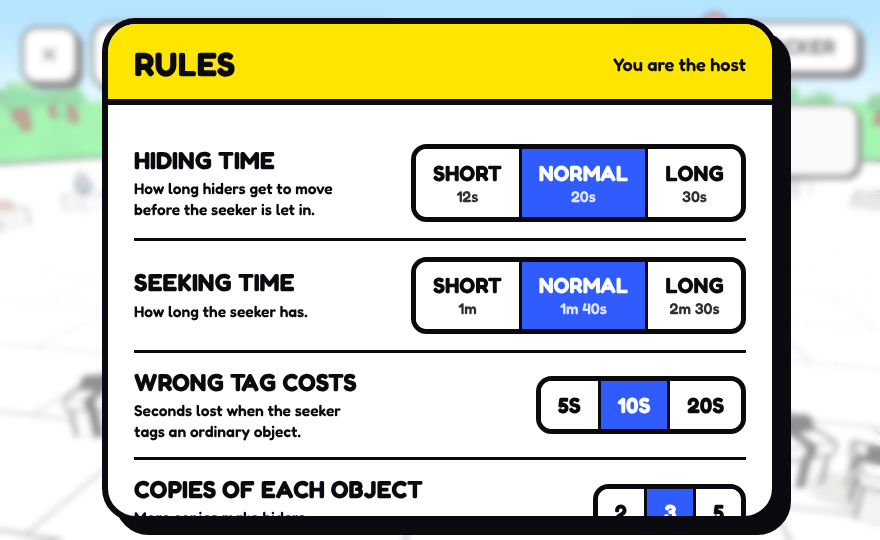 RULES
You are the host
HIDING TIME
How long hiders get to move
before the seeker is let in.
SHORT
12s
NORMAL
20s
LONG
30s
SEEKING TIME
How long the seeker has.
SHORT
1m
NORMAL
1m 40s
LONG
2m 30s
WRONG TAG COSTS
Seconds lost when the seeker
tags an ordinary object.
5S
10S
20S
COPIES OF EACH OBJECT
2
3
5